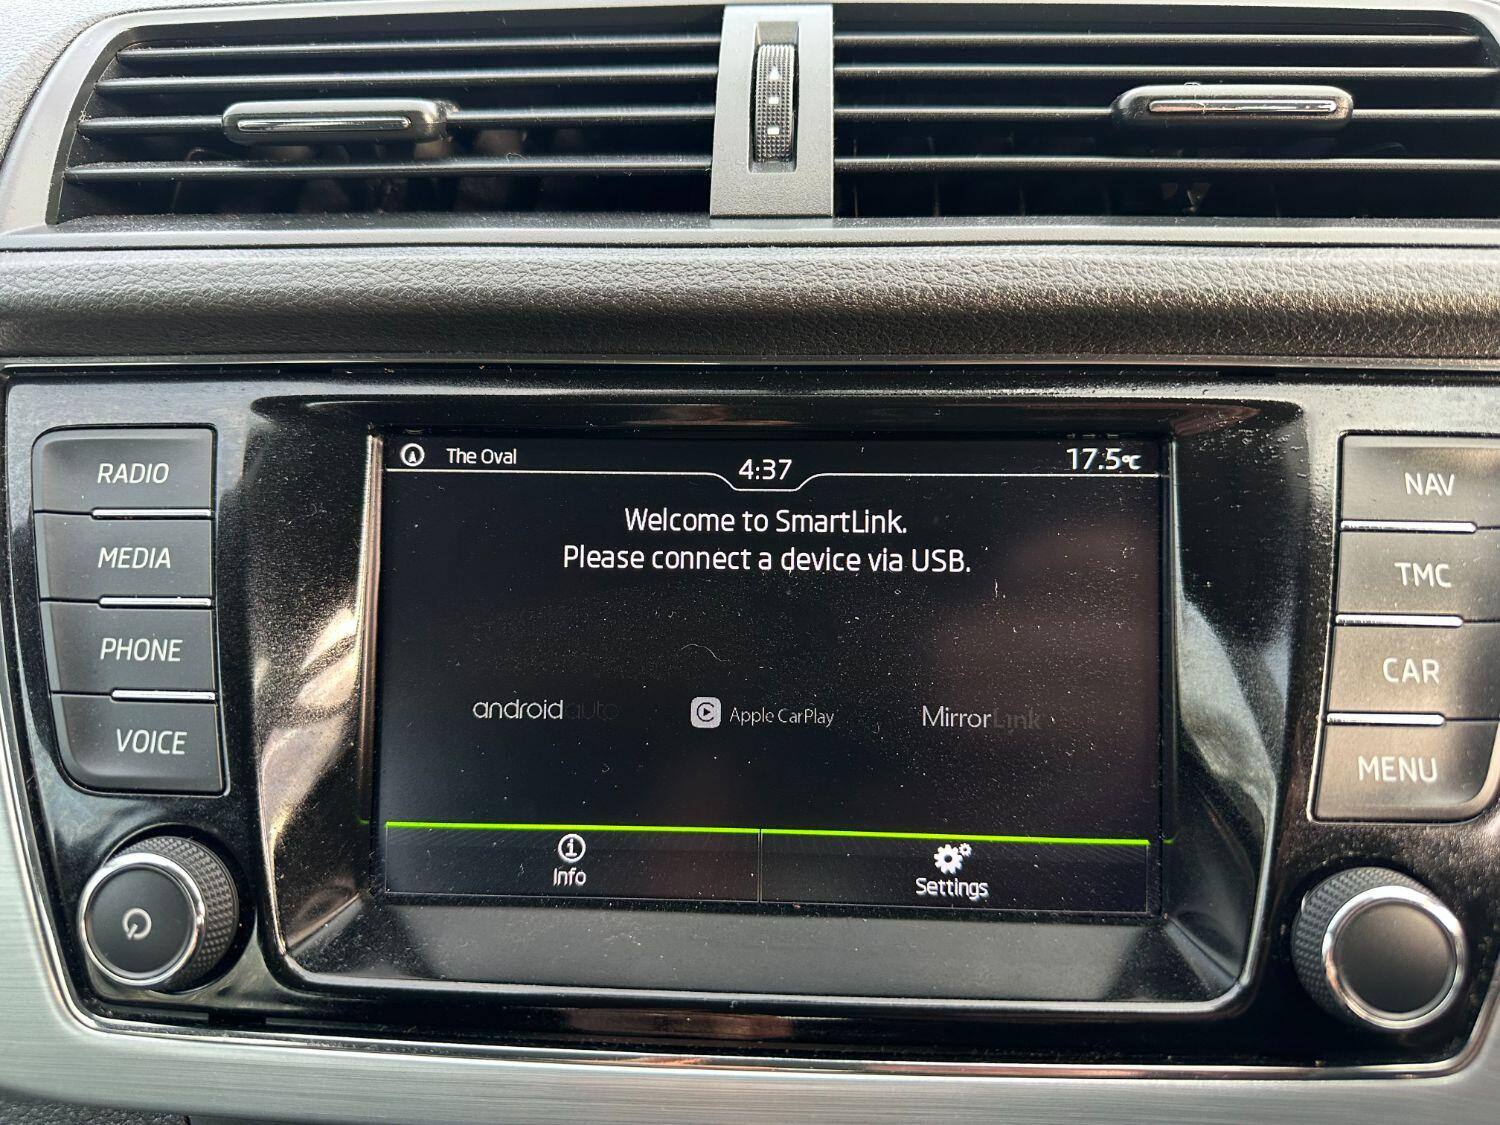 The Oval
4:37
17.5°C
Welcome to SmartLink.
Please connect a device via USB.
android auto
Apple CarPlay
MirrorLink
Info
Settings
RADIO
MEDIA
PHONE
VOICE
NAV
TMC
CAR
MENU